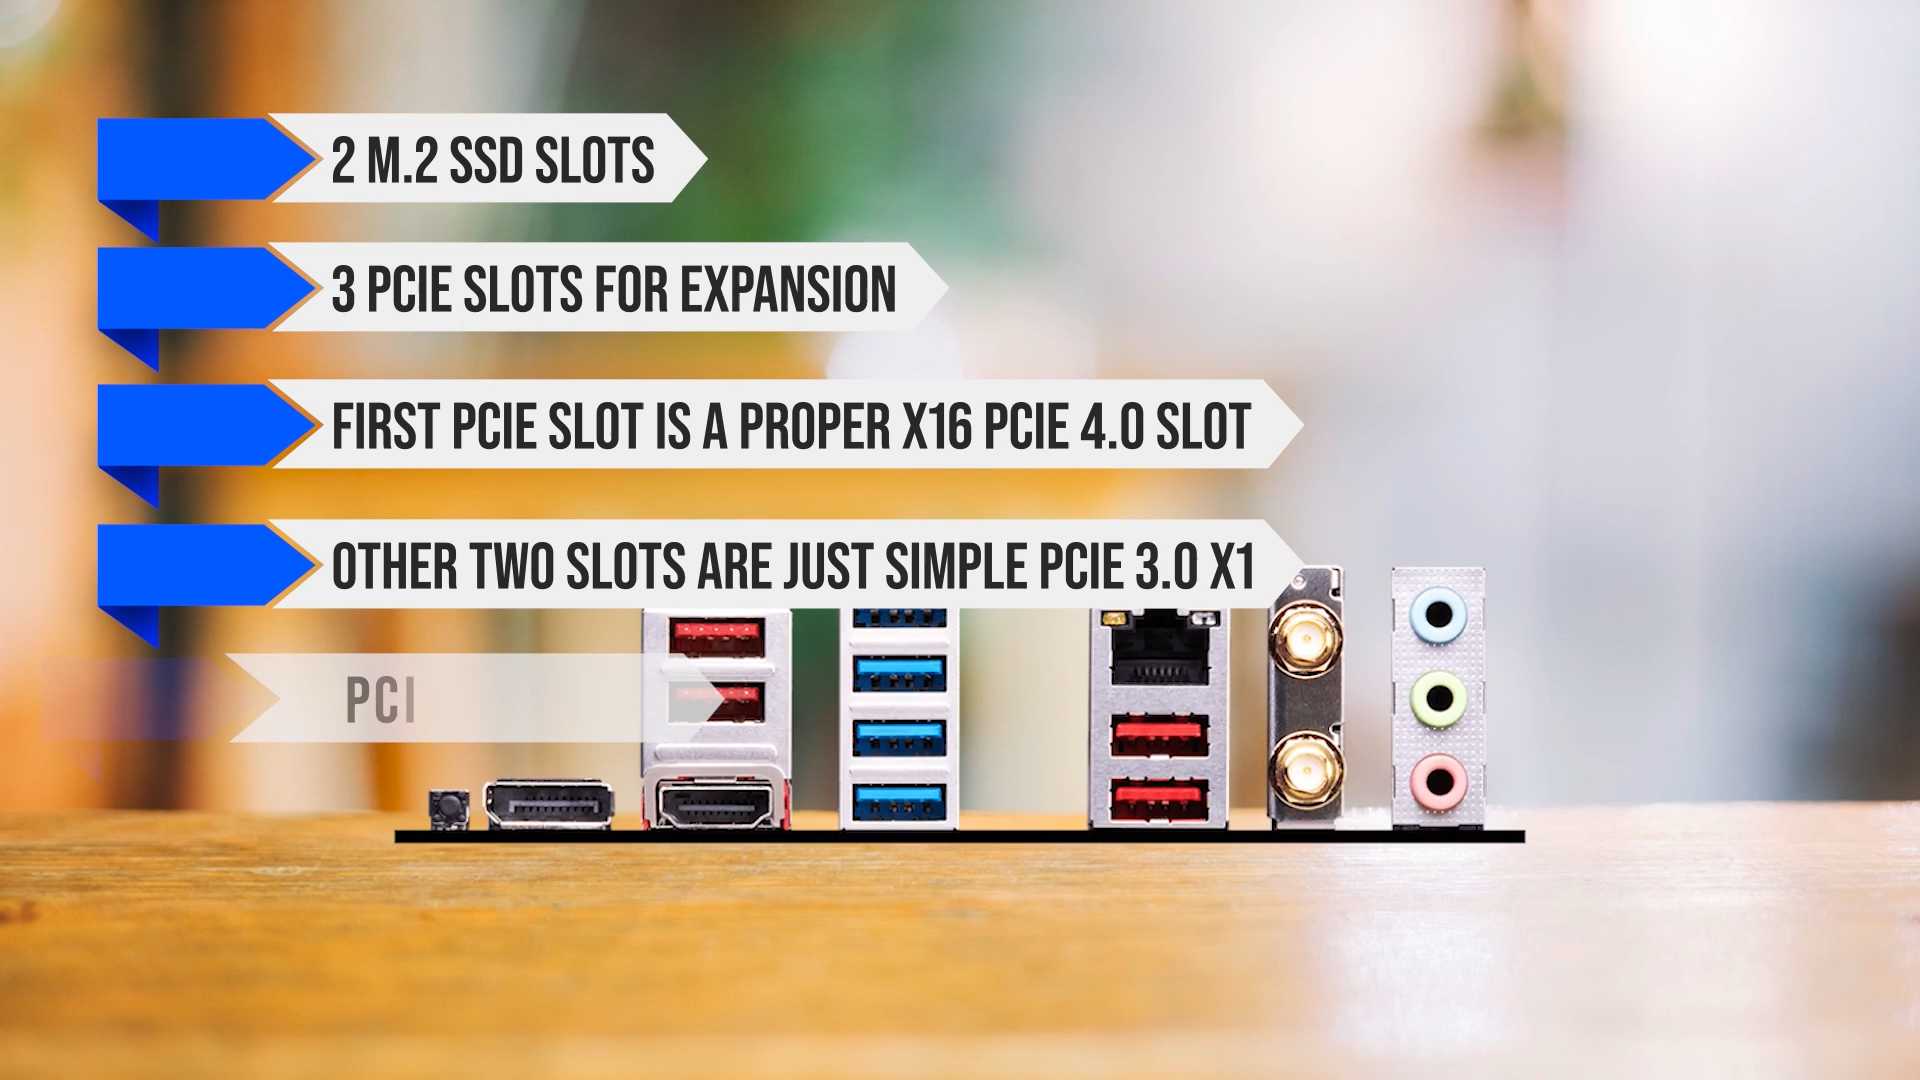 2 M.2 SSD SLOTS
3 PCIE SLOTS FOR EXPANSION
FIRST PCIE SLOT IS A PROPER X16 PCIE 4.0 SLOT
OTHER TWO SLOTS ARE JUST SIMPLE PCIE 3.0 X1
PCI